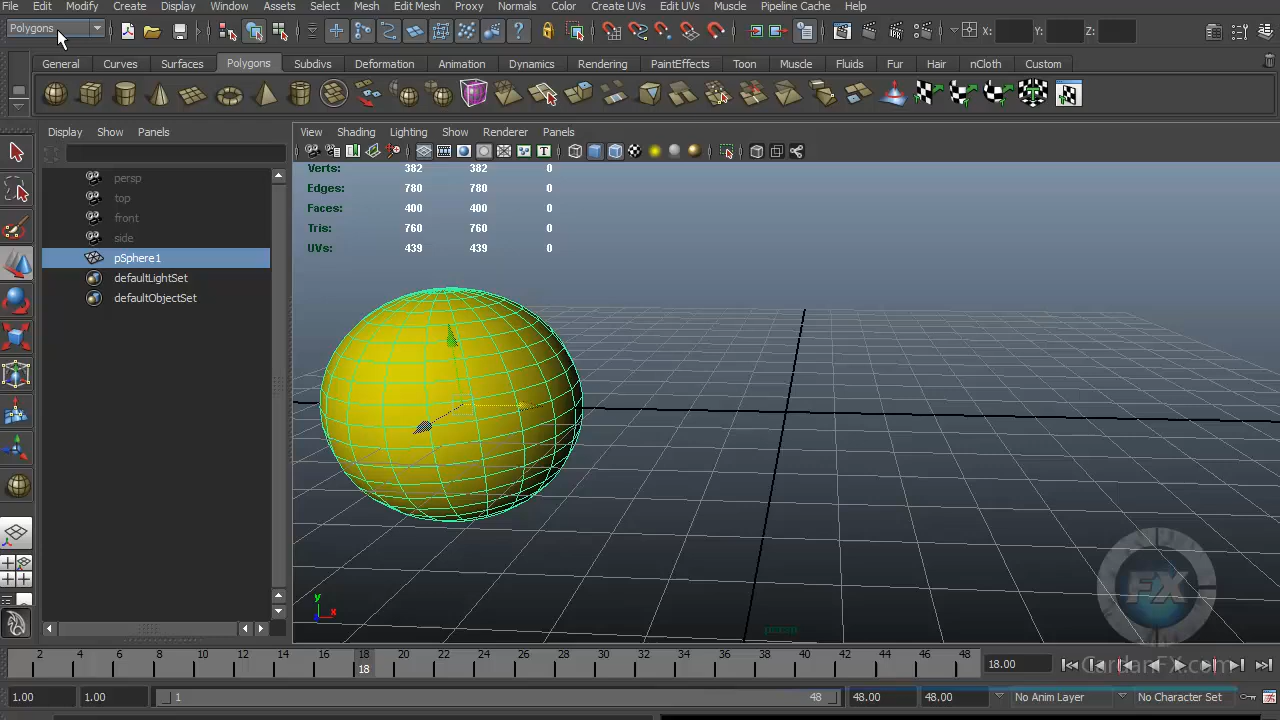 File Edit Modify Create Display Window Assets Select Mesh Edit Mesh Proxy Normals Color Create UVs Edit UVs Muscle Pipeline Cache Help
Polygons X: Y: Z:
General Curves Surfaces Polygons Subdivs Deformation Animation Dynamics Rendering PaintEffects Toon Muscle Fluids Fur Hair nCloth Custom
Display Show Panels
View Shading Lighting Show Renderer Panels
persp
top
front
side
pSphere1
defaultLightSet
defaultObjectSet
Verts: 382 382 0
Edges: 780 780 0
Faces: 400 400 0
Tris: 760 760 0
UVs: 439 439 0
y
x
persp
FX
CardanFX.com
2 4 6 8 10 12 14 16 18 20 22 24 26 28 30 32 34 36 38 40 42 44 46 48
18
18.00
1.00 1.00 1 48 48.00 48.00 No Anim Layer No Character Set